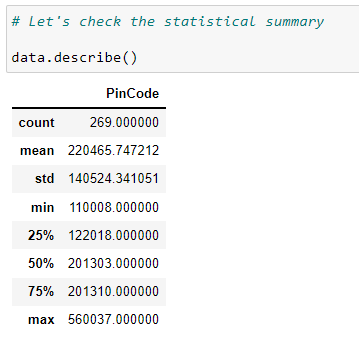 # Let's check the statistical summary
data.describe()
PinCode
count 269.000000
mean 220465.747212
std 140524.341051
min 110008.000000
25% 122018.000000
50% 201303.000000
75% 201310.000000
max 560037.000000